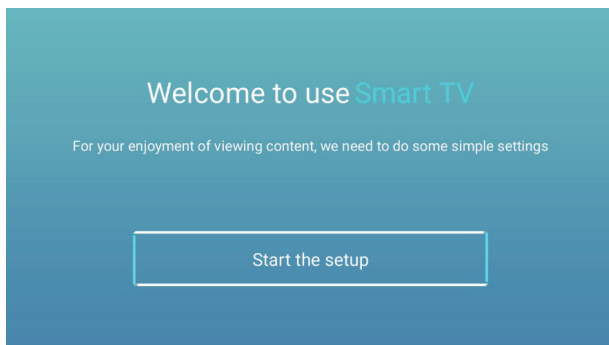 Welcome to use Smart TV
For your enjoyment of viewing content, we need to do some simple settings
Start the setup